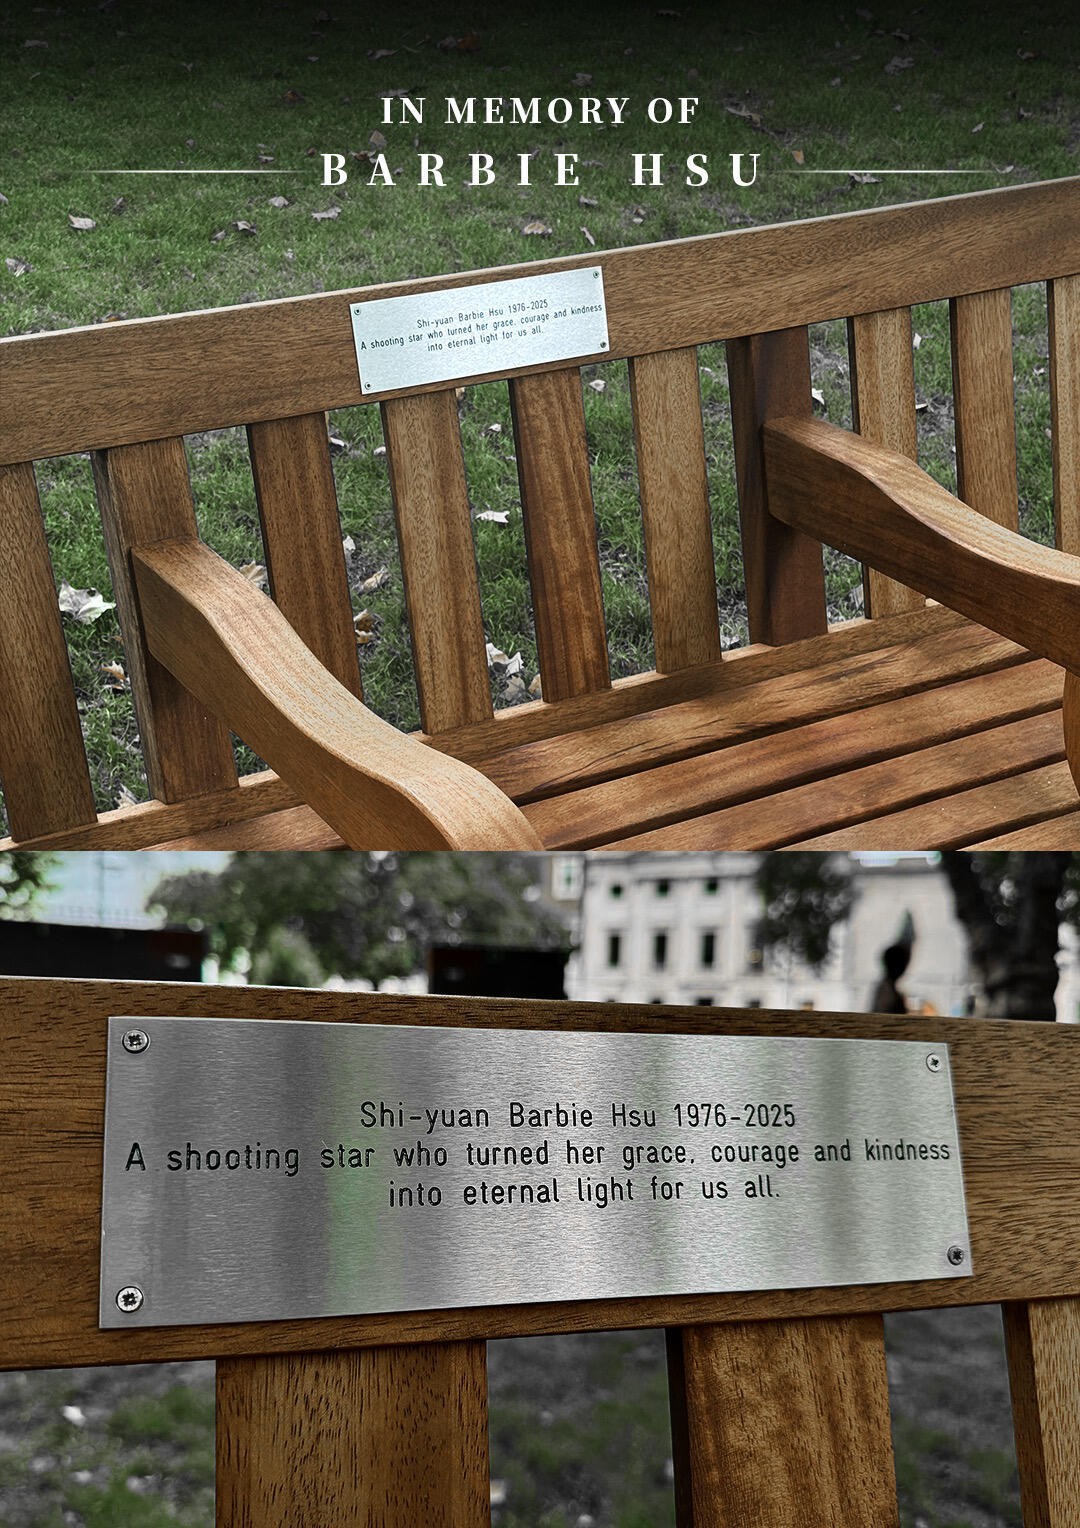 IN MEMORY OF
BARBIE HSU
Shi-yuan Barbie Hsu 1976-2025
A shooting star who turned her grace, courage and kindness
into eternal light for us all.
Shi-yuan Barbie Hsu 1976-2025
A shooting star who turned her grace, courage and kindness
into eternal light for us all.